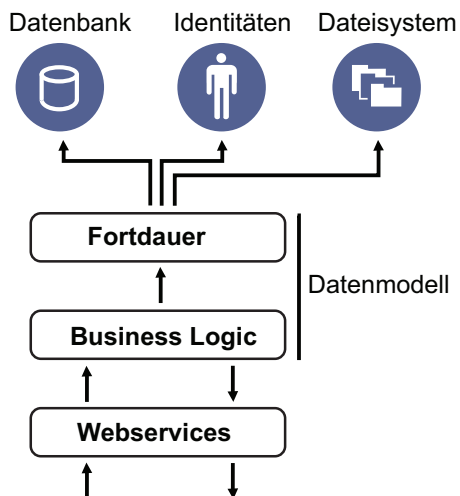 Datenbank
Identitäten
Dateisystem
Fortdauer
Datenmodell
Business Logic
Webservices